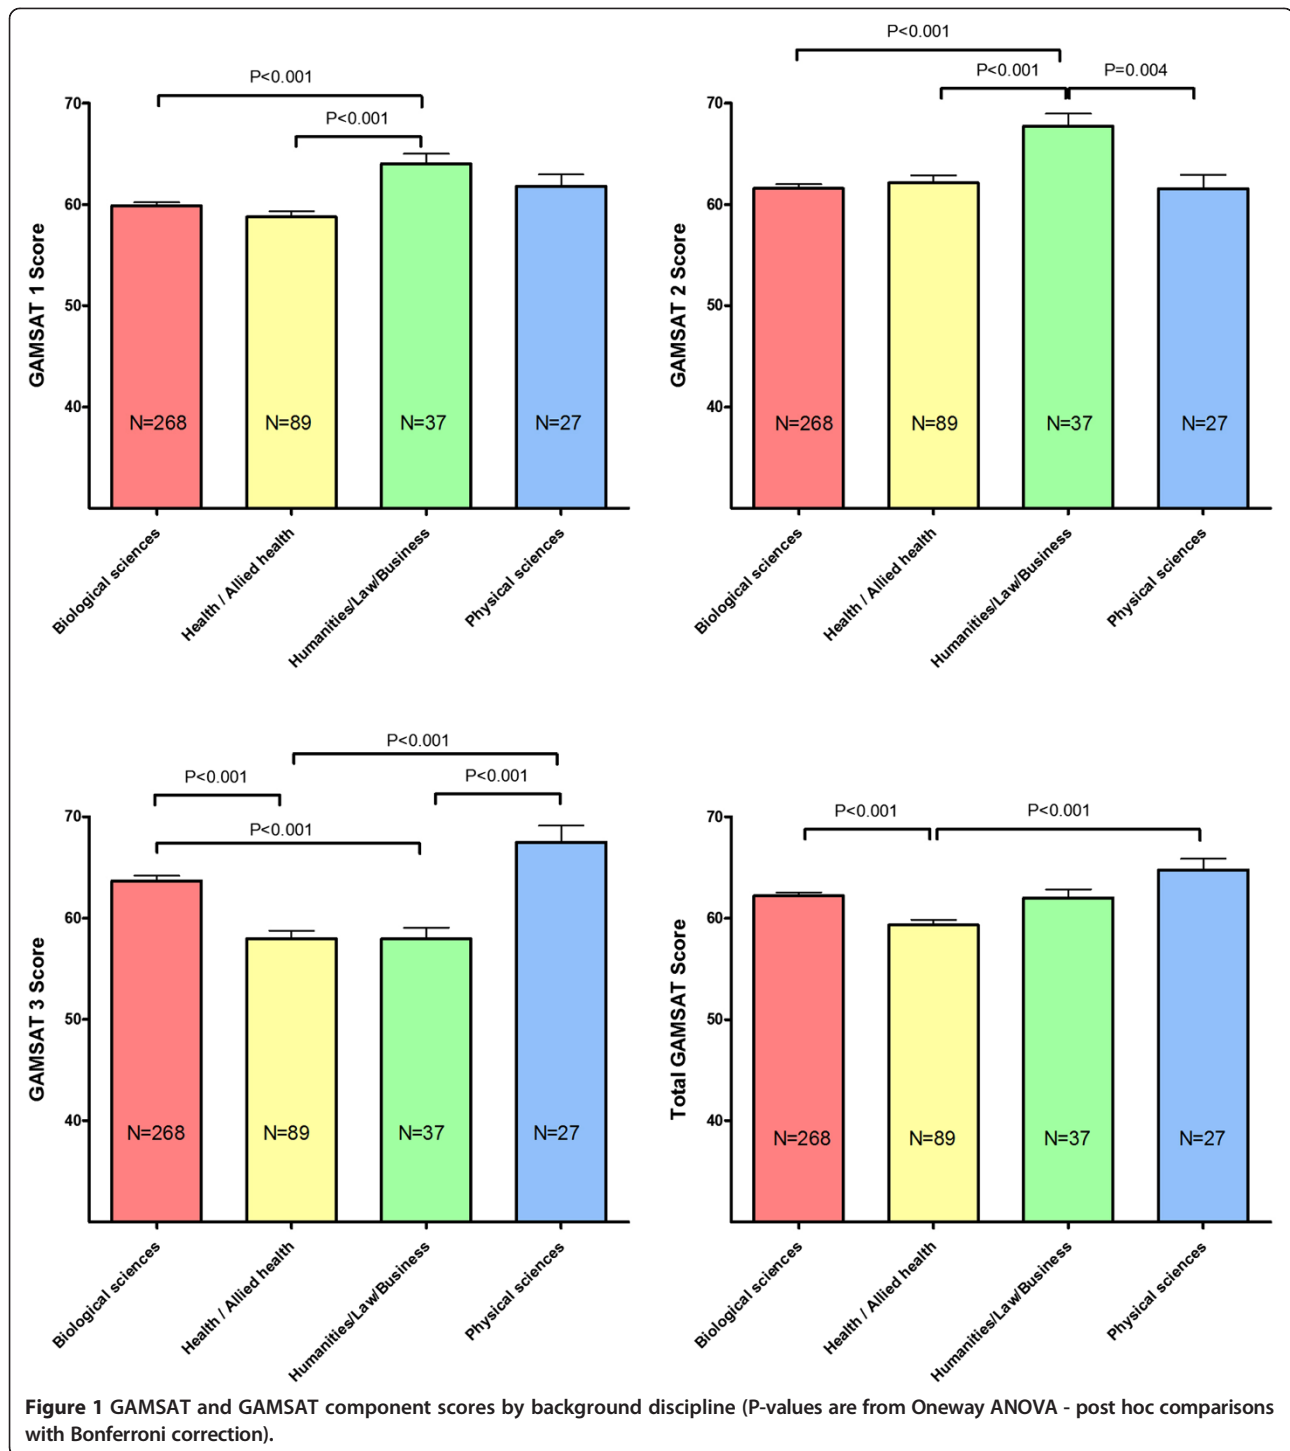 P<0.001
P<0.001
70
60
50
40
GAMSAT 1 Score
N=268
N=89
N=37
N=27
Biological sciences
Health / Allied health
Humanities/Law/Business
Physical sciences
P<0.001
P<0.001
P=0.004
70
60
50
40
GAMSAT 2 Score
N=268
N=89
N=37
N=27
Biological sciences
Health / Allied health
Humanities/Law/Business
Physical sciences
P<0.001
P<0.001
P<0.001
P<0.001
70
60
50
40
GAMSAT 3 Score
N=268
N=89
N=37
N=27
Biological sciences
Health / Allied health
Humanities/Law/Business
Physical sciences
P<0.001
P<0.001
70
60
50
40
Total GAMSAT Score
N=268
N=89
N=37
N=27
Biological sciences
Health / Allied health
Humanities/Law/Business
Physical sciences
Figure 1 GAMSAT and GAMSAT component scores by background discipline (P-values are from Oneway ANOVA - post hoc comparisons
with Bonferroni correction).